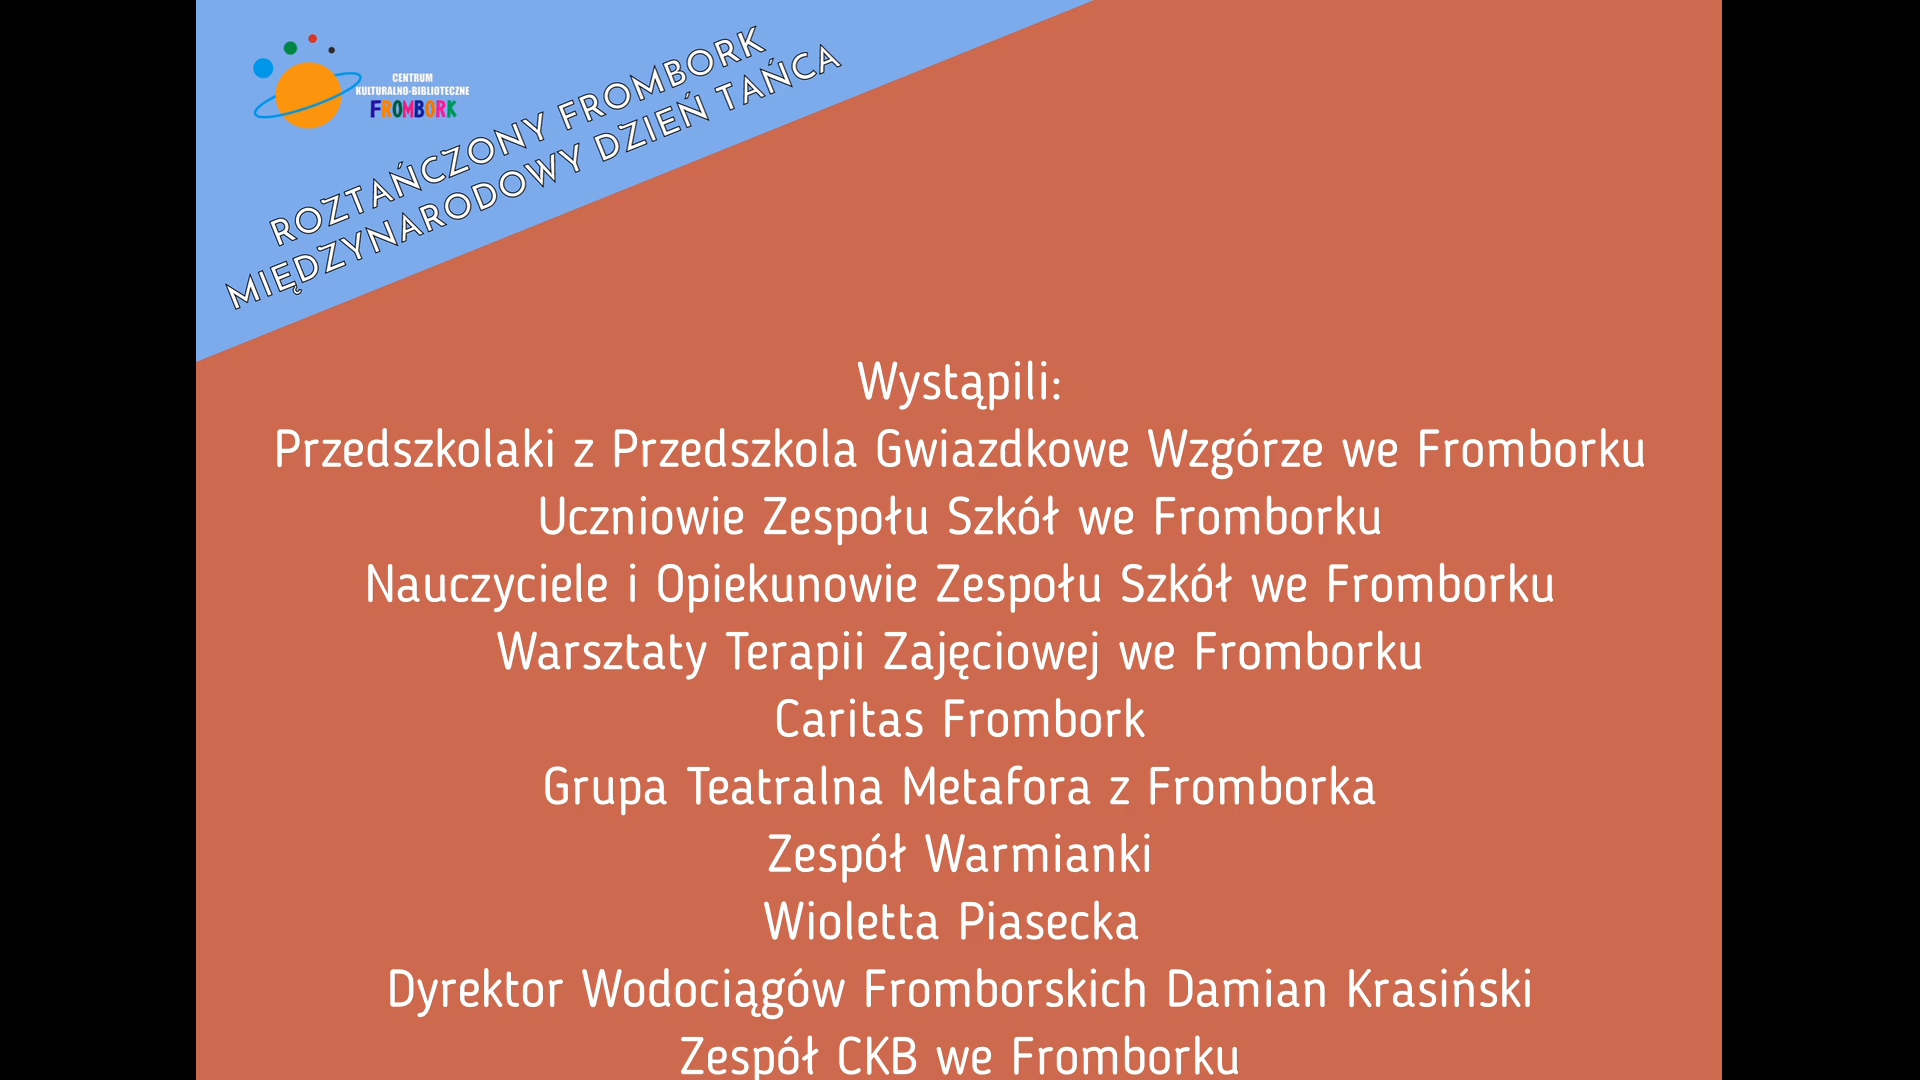 CENTRUM
KULTURALNO-BIBLIOTECZNE
FROMBORK
ROZTAŃCZONY FROMBORK
MIĘDZYNARODOWY DZIEŃ TAŃCA
Wystąpili:
Przedszkolaki z Przedszkola Gwiazdkowe Wzgórze we Fromborku
Uczniowie Zespołu Szkół we Fromborku
Nauczyciele i Opiekunowie Zespołu Szkół we Fromborku
Warsztaty Terapii Zajęciowej we Fromborku
Caritas Frombork
Grupa Teatralna Metafora z Fromborka
Zespół Warmianki
Wioletta Piasecka
Dyrektor Wodociągów Fromborskich Damian Krasiński
Zespół CKB we Fromborku